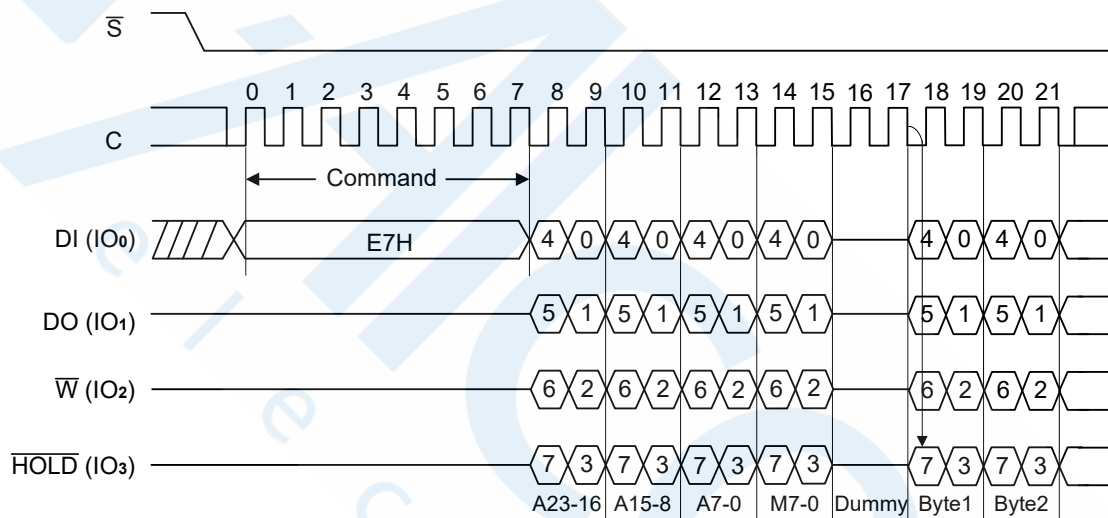 S
0 1 2 3 4 5 6 7 8 9 10 11 12 13 14 15 16 17 18 19 20 21
C
Command
DI (IO0) E7H 4 0 4 0 4 0 4 0 4 0 4 0
DO (IO1) 5 1 5 1 5 1 5 1 5 1 5 1
W (IO2) 6 2 6 2 6 2 6 2 6 2 6 2
HOLD (IO3) 7 3 7 3 7 3 7 3 7 3 7 3
A23-16 A15-8 A7-0 M7-0 Dummy Byte1 Byte2